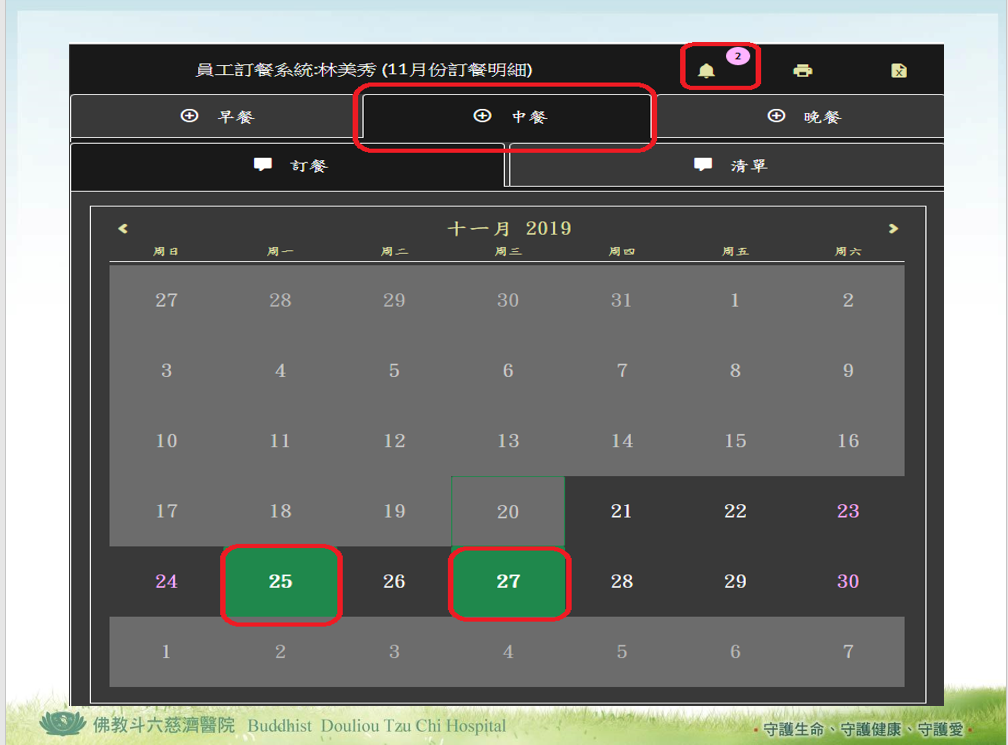 員工訂餐系統:林美秀 (11月份訂餐明細) 2
早餐 中餐 晚餐
訂餐 清單
十一月 2019
周日 周一 周二 周三 周四 周五 周六
27 28 29 30 31 1 2
3 4 5 6 7 8 9
10 11 12 13 14 15 16
17 18 19 20 21 22 23
24 25 26 27 28 29 30
1 2 3 4 5 6 7
佛教斗六慈濟醫院 Buddhist Douliou Tzu Chi Hospital
・守護生命、守護健康、守護愛・